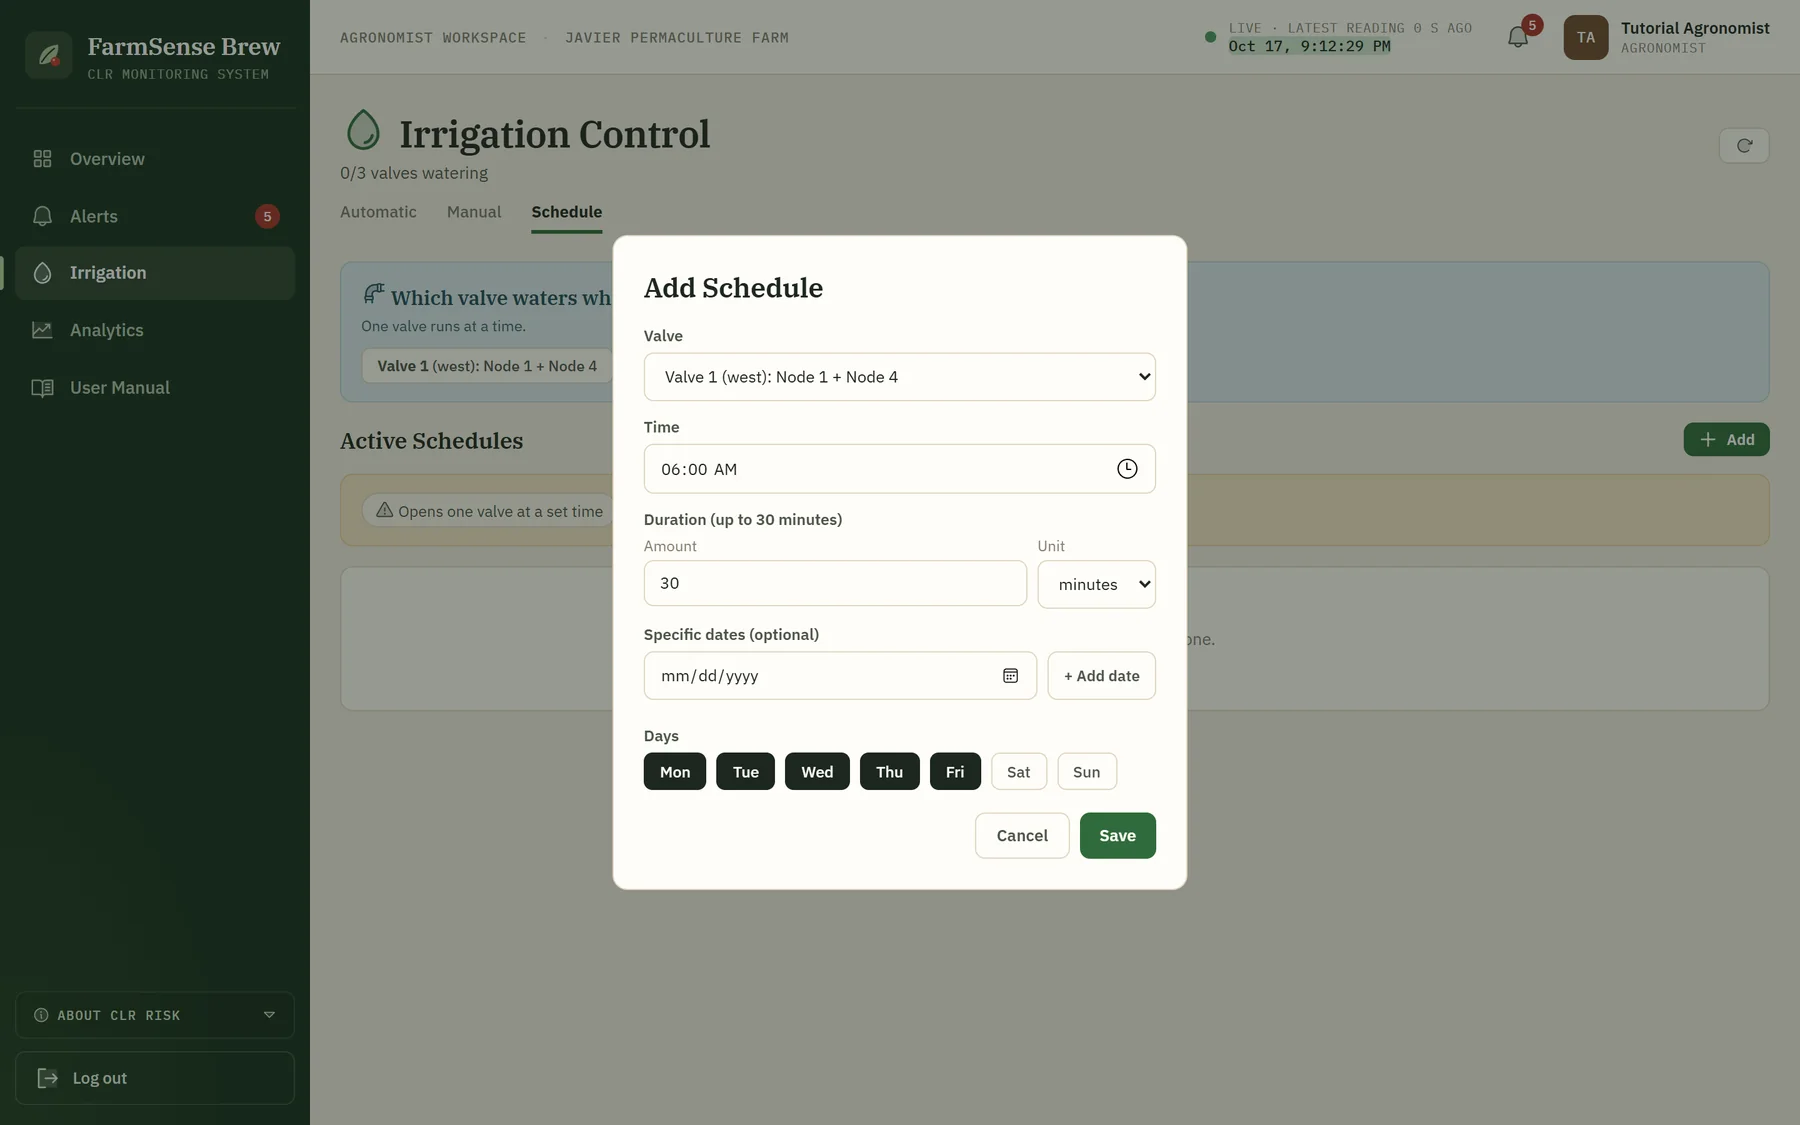 FarmSense Brew
CLR MONITORING SYSTEM
Overview
Alerts 5
Irrigation
Analytics
User Manual
ABOUT CLR RISK
Log out
AGRONOMIST WORKSPACE · JAVIER PERMACULTURE FARM
LIVE · LATEST READING 0 S AGO
Oct 17, 9:12:29 PM
5
TA
Tutorial Agronomist
AGRONOMIST
Irrigation Control
0/3 valves watering
Automatic Manual Schedule
Which valve waters wh
One valve runs at a time.
Valve 1 (west): Node 1 + Node 4
Active Schedules
+ Add
Opens one valve at a set time
one.
Add Schedule
Valve
Valve 1 (west): Node 1 + Node 4
Time
06:00 AM
Duration (up to 30 minutes)
Amount Unit
30 minutes
Specific dates (optional)
mm/dd/yyyy + Add date
Days
Mon Tue Wed Thu Fri Sat Sun
Cancel Save